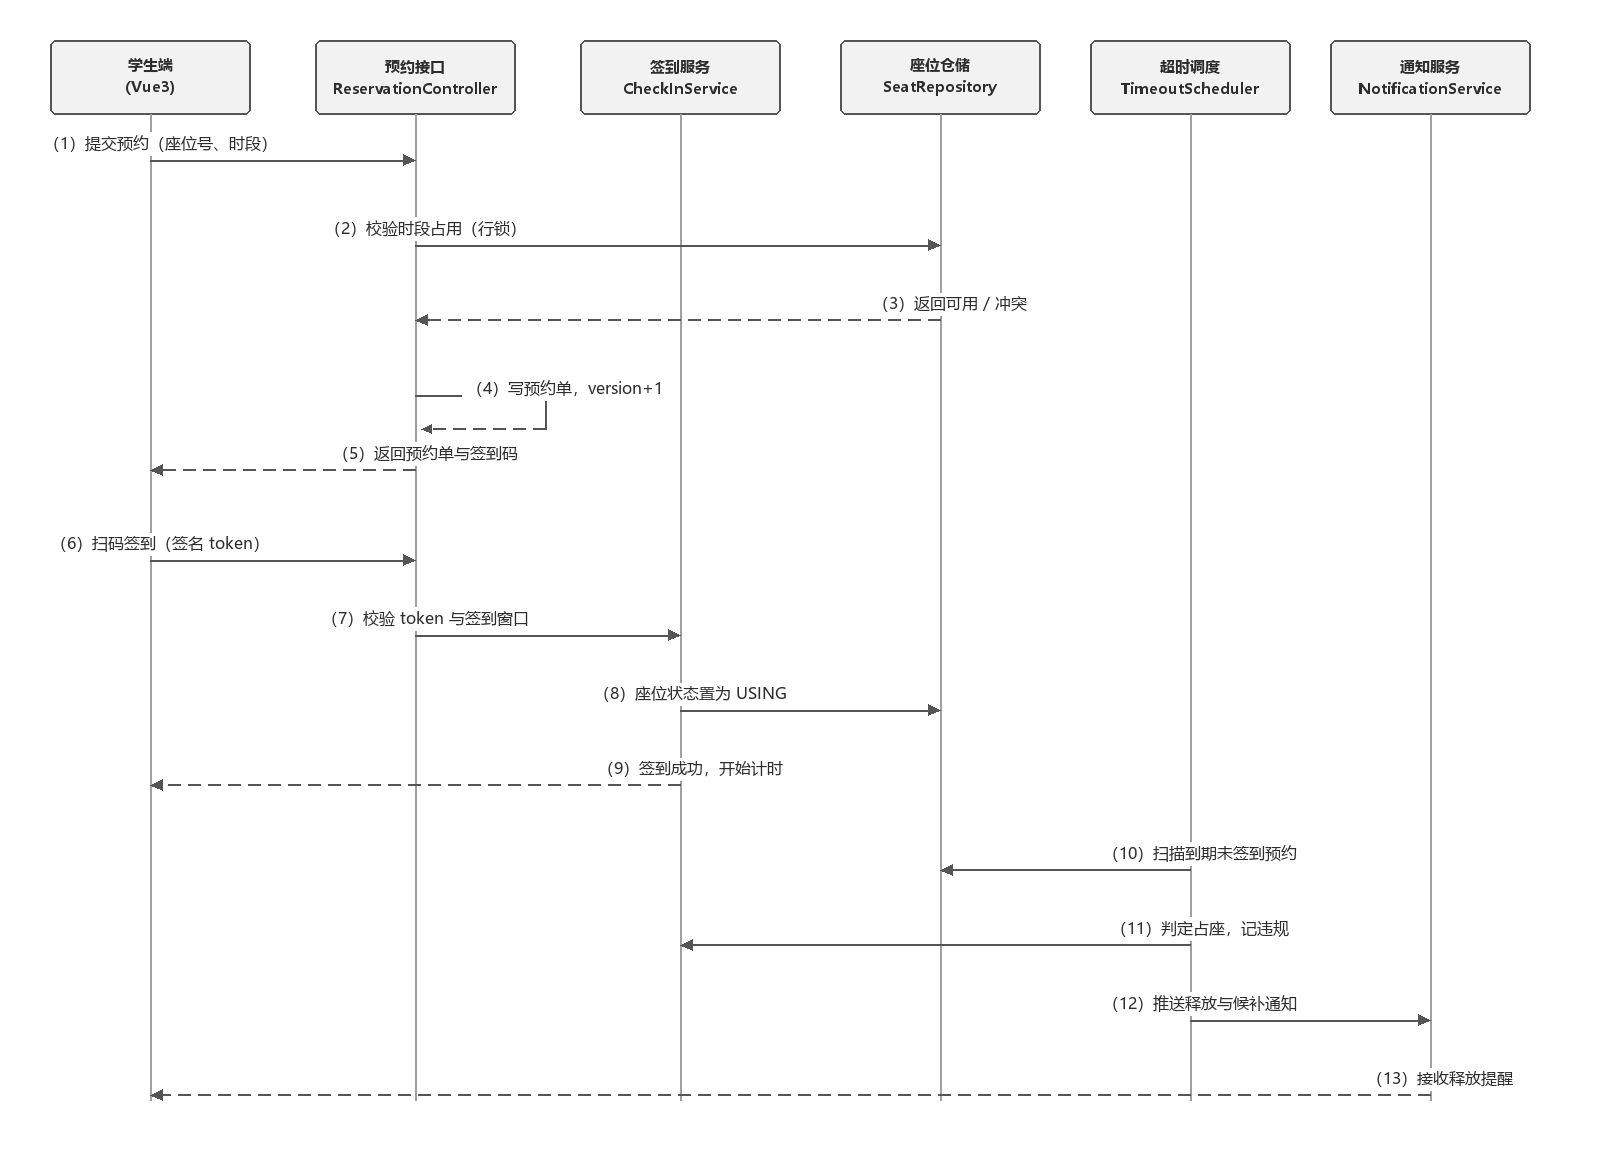 学生端
(Vue3)
预约接口
ReservationController
签到服务
CheckInService
座位仓储
SeatRepository
超时调度
TimeoutScheduler
通知服务
NotificationService
（1）提交预约（座位号、时段）
（2）校验时段占用（行锁）
（3）返回可用 / 冲突
（4）写预约单，version+1
（5）返回预约单与签到码
（6）扫码签到（签名 token）
（7）校验 token 与签到窗口
（8）座位状态置为 USING
（9）签到成功，开始计时
（10）扫描到期未签到预约
（11）判定占座，记违规
（12）推送释放与候补通知
（13）接收释放提醒